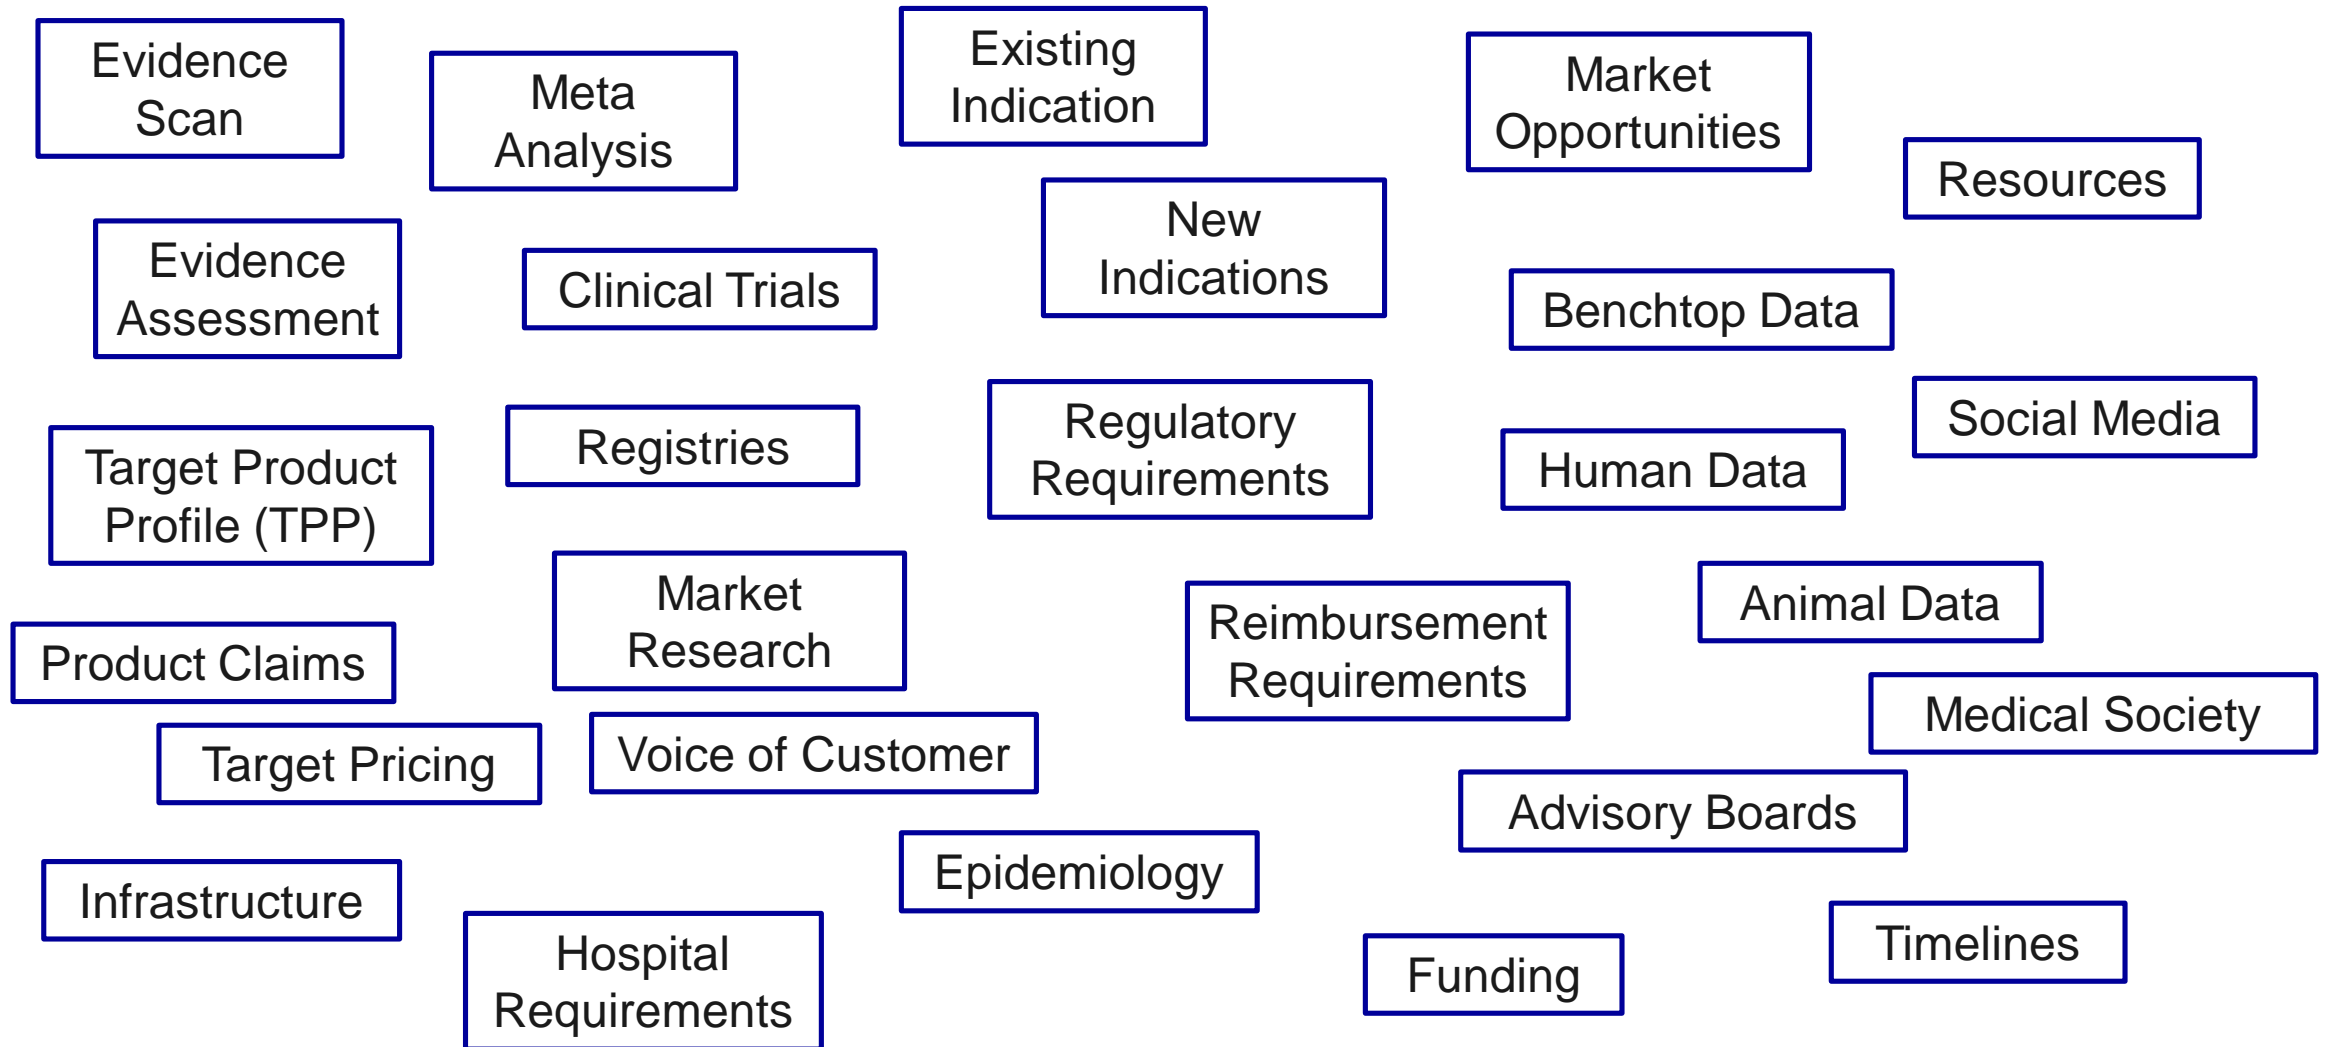 Evidence
Scan
Meta
Analysis
Existing
Indication
Market
Opportunities
Resources
Evidence
Assessment
Clinical Trials
New
Indications
Benchtop Data
Target Product
Profile (TPP)
Registries
Regulatory
Requirements
Human Data
Social Media
Product Claims
Market
Research
Reimbursement
Requirements
Animal Data
Medical Society
Target Pricing
Voice of Customer
Advisory Boards
Infrastructure
Hospital
Requirements
Epidemiology
Funding
Timelines